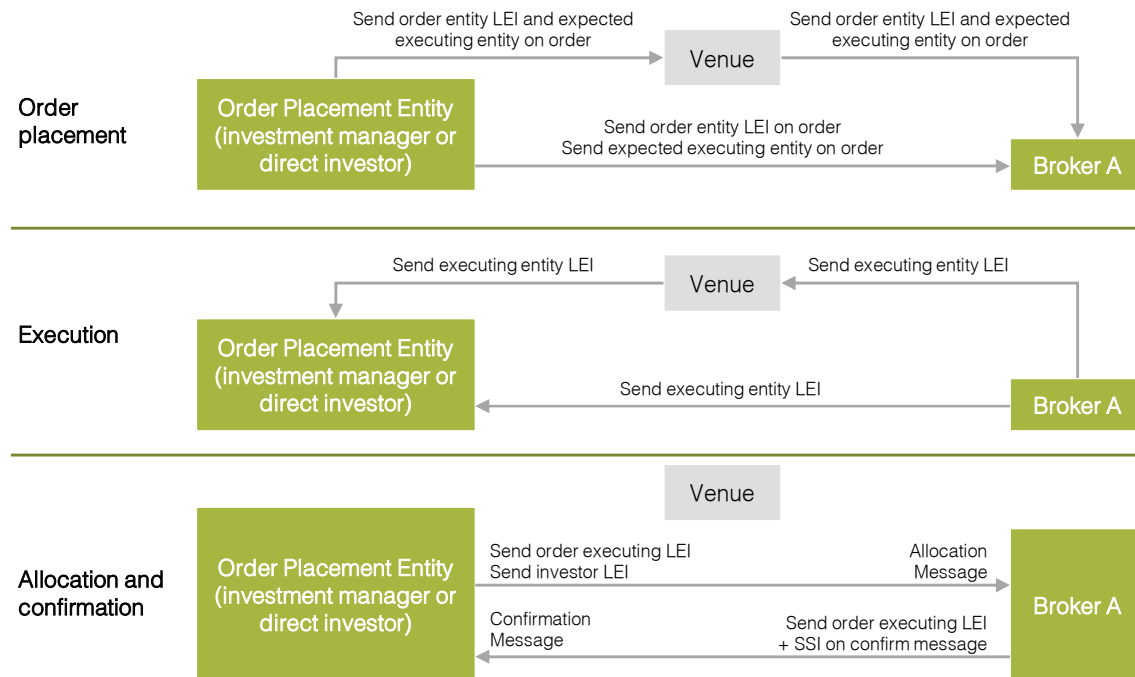 Send order entity LEI and expected
executing entity on order
Venue
Send order entity LEI and expected
executing entity on order
Order
placement
Order Placement Entity
(investment manager or
direct investor)
Send order entity LEI on order
Send expected executing entity on order
Broker A
Send executing entity LEI
Venue
Send executing entity LEI
Execution
Order Placement Entity
(investment manager or
direct investor)
Send executing entity LEI
Broker A
Venue
Allocation and
confirmation
Order Placement Entity
(investment manager or
direct investor)
Send order executing LEI
Send investor LEI
Allocation
Message
Confirmation
Message
Send order executing LEI
+ SSI on confirm message
Broker A